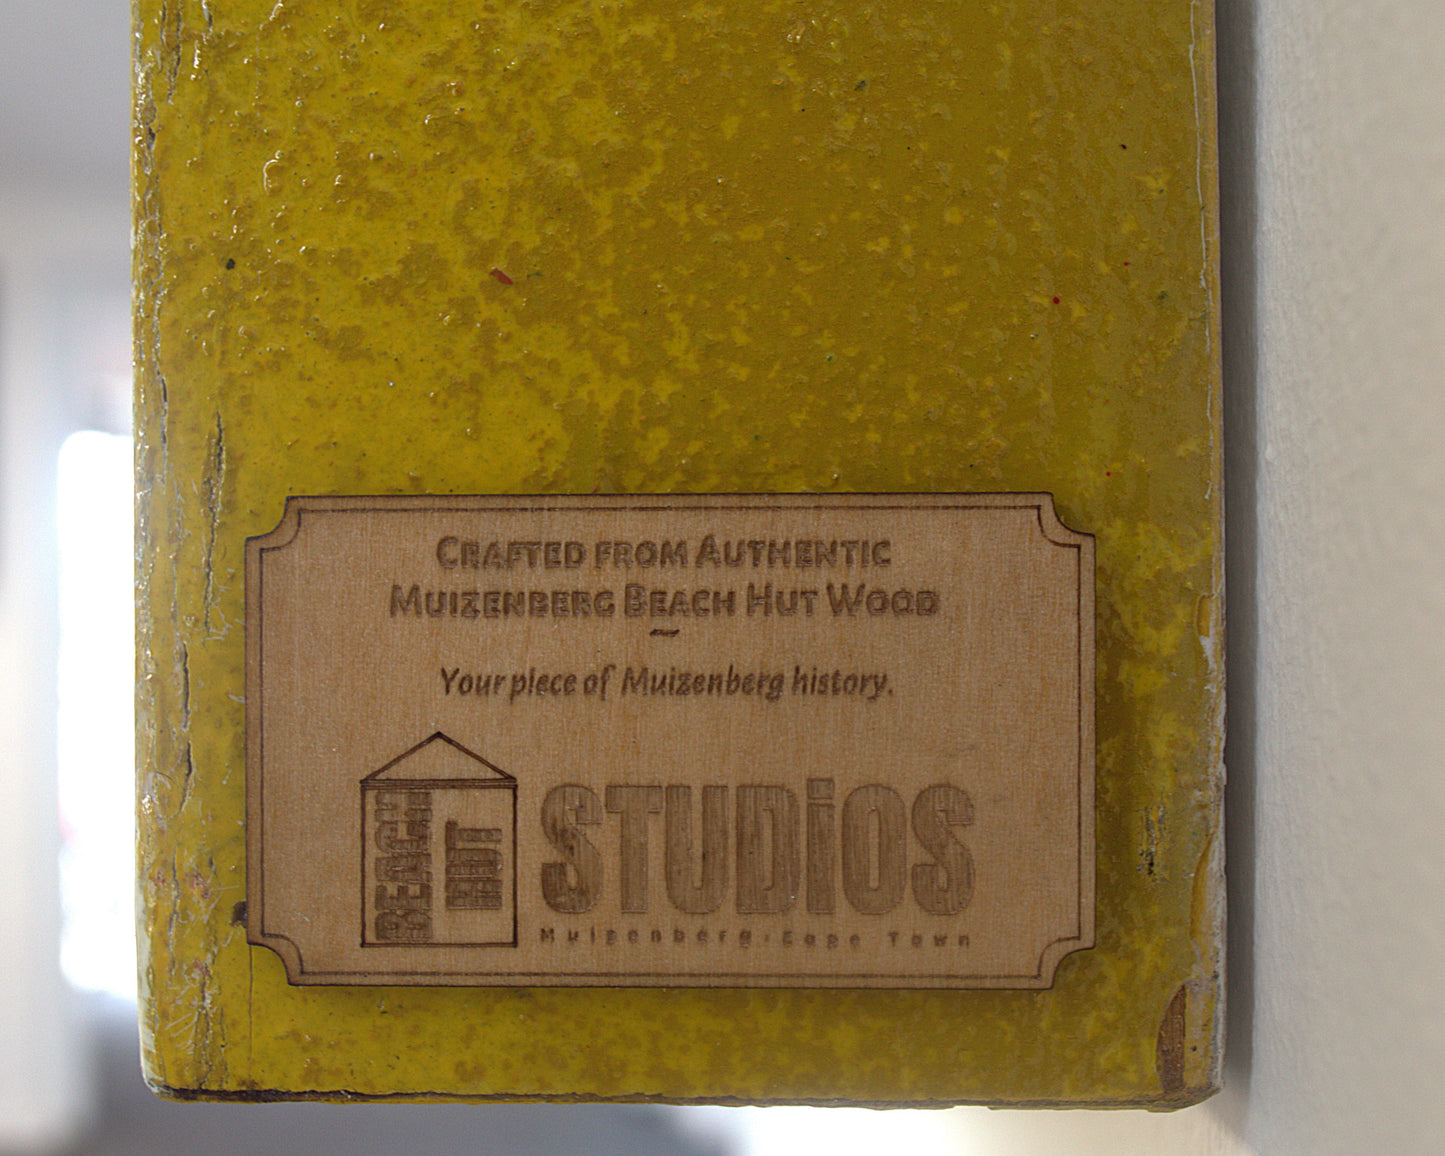 CRAFTED FROM AUTHENTIC
MUIZENBERG BEACH HUT WOOD
~
Your piece of Muizenberg history.
BEACH
HUT
STUDiOS
Muizenberg, Cape Town